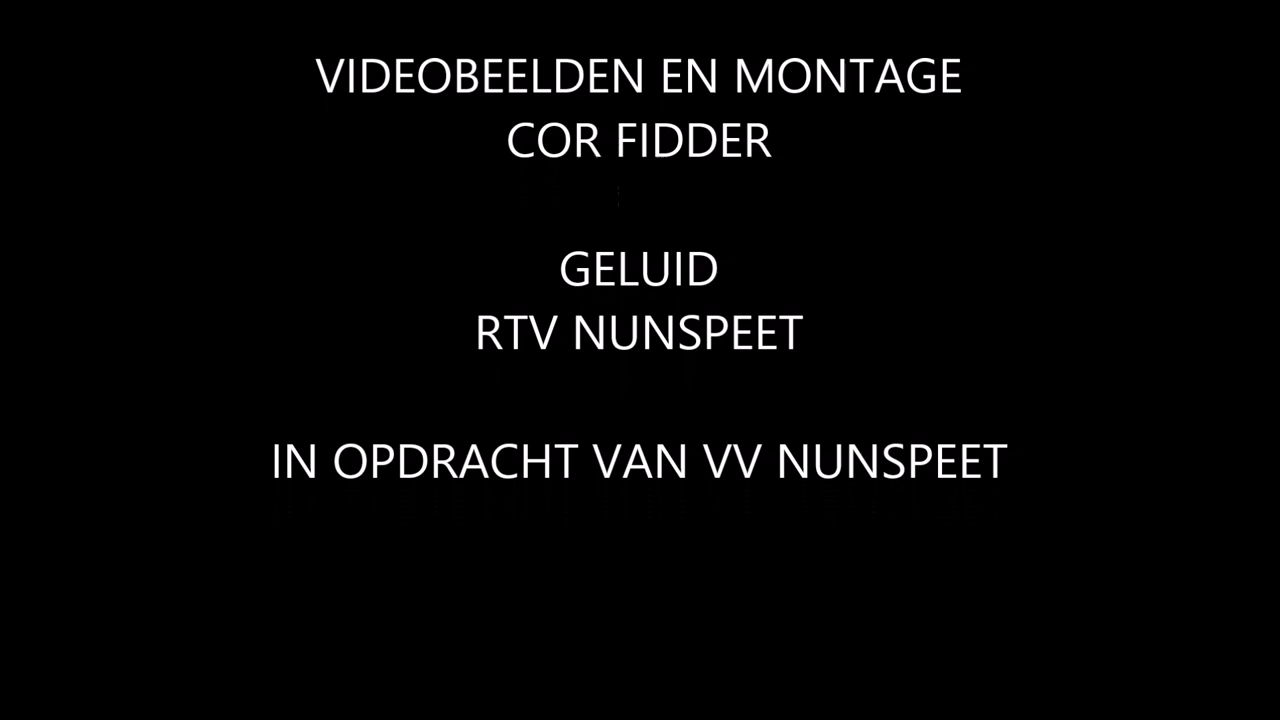 VIDEOBEELDEN EN MONTAGE
COR FIDDER
GELUID
RTV NUNSPEET
IN OPDRACHT VAN VV NUNSPEET